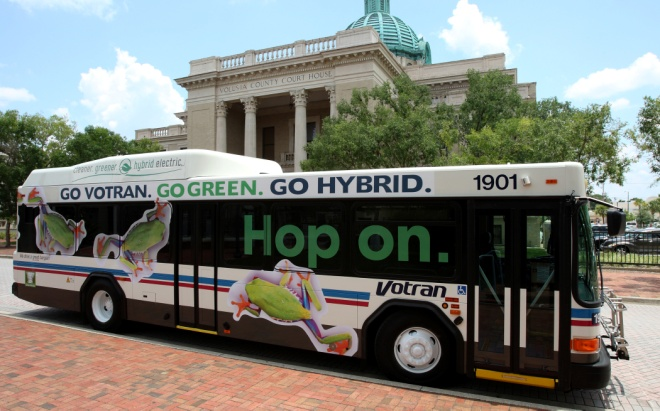 VOLUSIA COUNTY COURT HOUSE
cleaner. greener. hybrid electric.
GO VOTRAN. GO GREEN. GO HYBRID.
1901
Hop on.
Votran